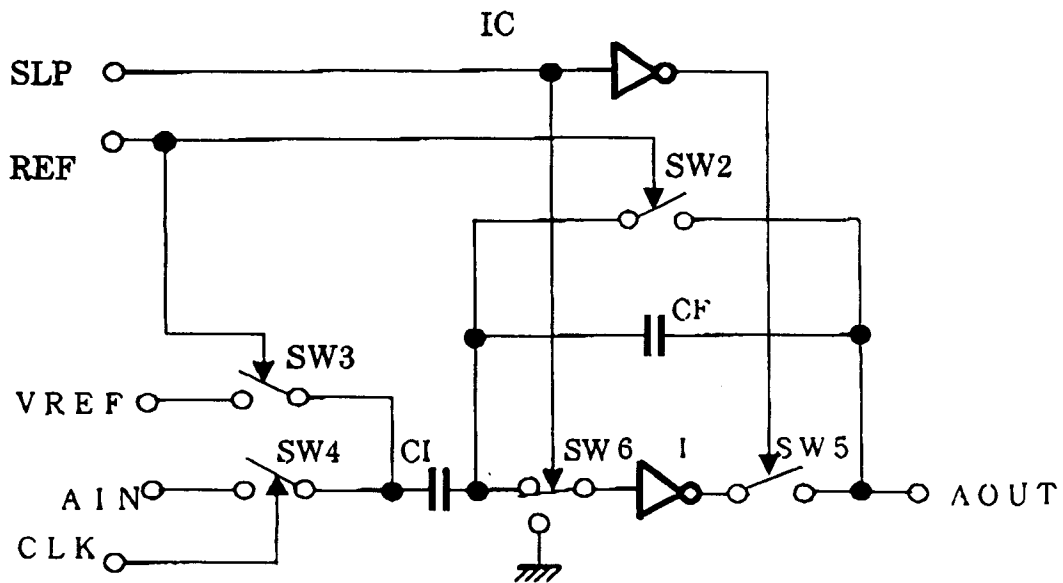 IC
SLP
REF
SW2
CF
SW3
VREF
SW4
CI
SW6
I
SW5
AIN
AOUT
CLK